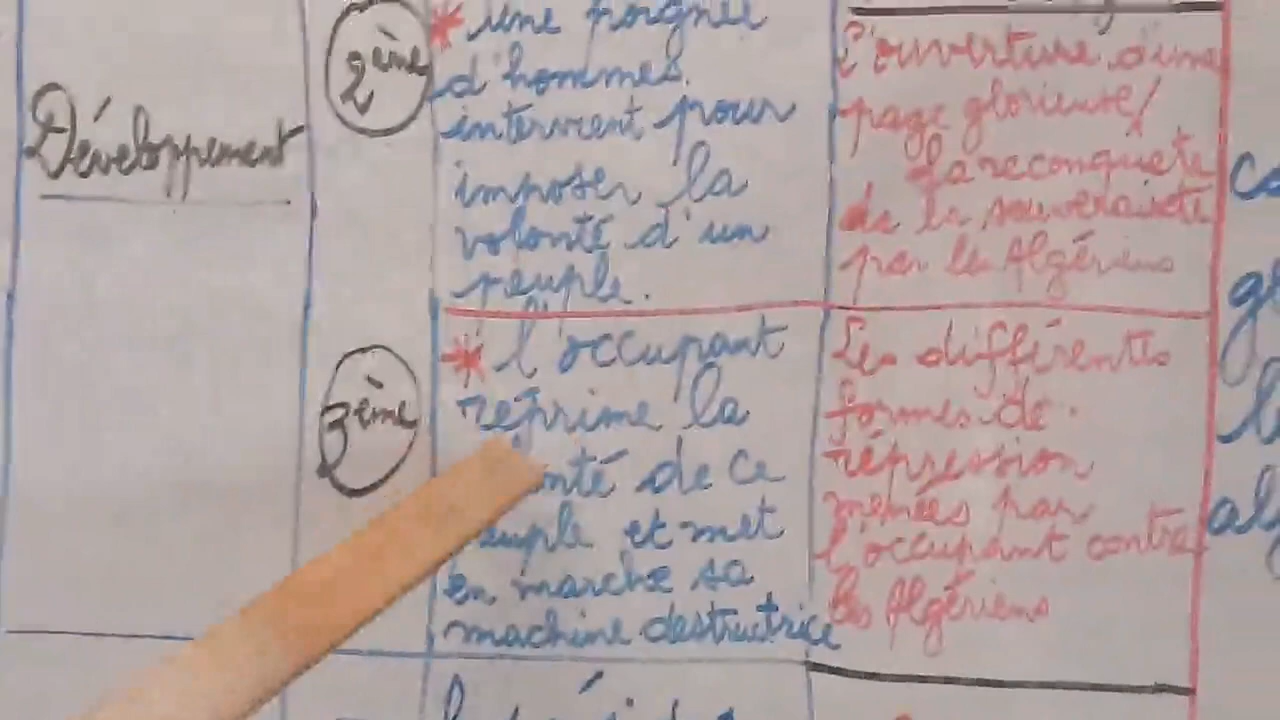 Développement
2ème
* une poignée
d'hommes
intervient pour
imposer la
volonté d'un
peuple.
L'ouverture d'une
page glorieuse/
la reconquête
de la souveraineté
par les Algériens
3ème
* l'occupant
réprime la
de ce
et met
en marche sa
machine destructrice
Les différentes
formes de
répression
menées par
l'occupant contre
les Algériens